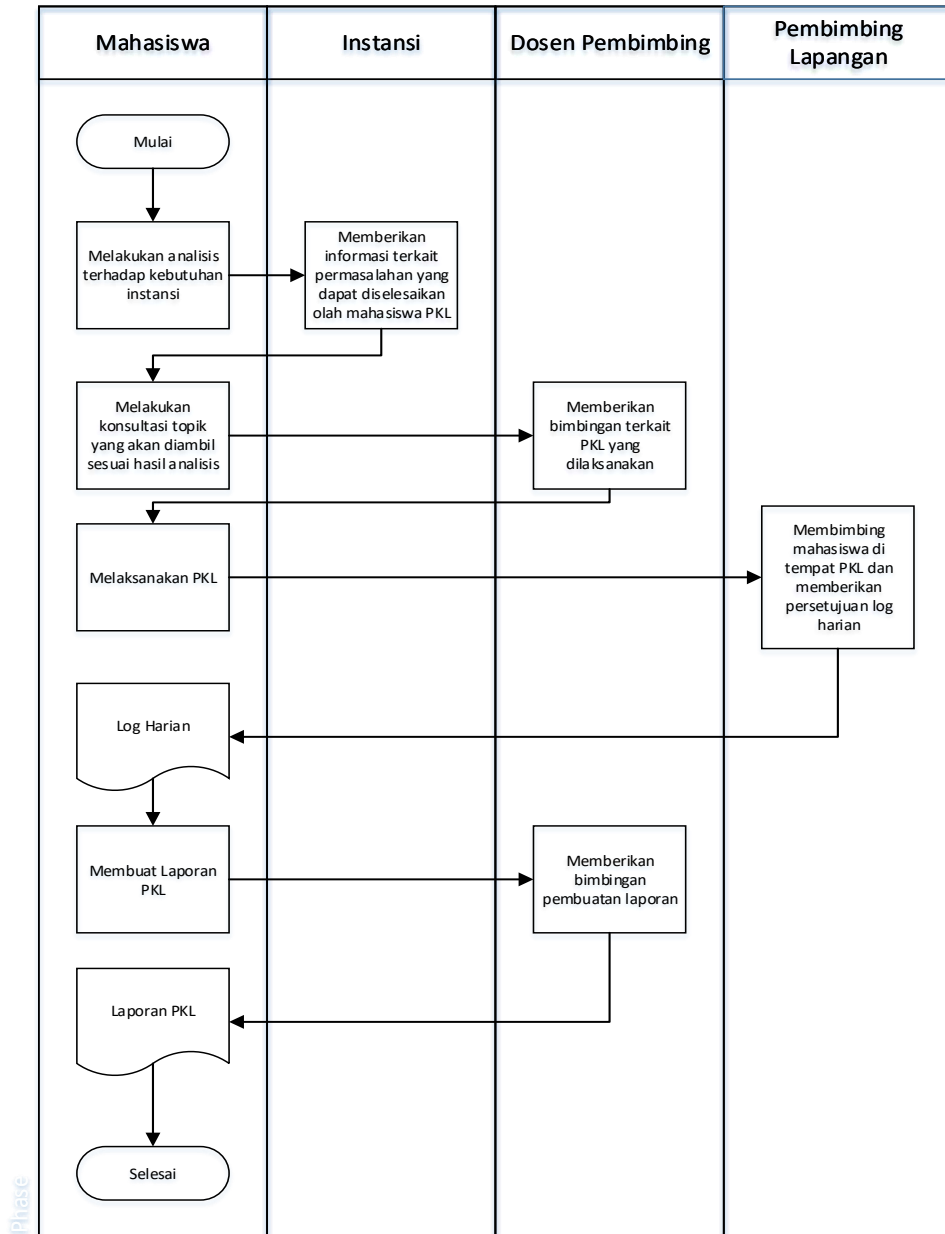 Mahasiswa
Instansi
Dosen Pembimbing
Pembimbing
Lapangan
Mulai
Melakukan analisis
terhadap kebutuhan
instansi
Memberikan
informasi terkait
permasalahan yang
dapat diselesaikan
olah mahasiswa PKL
Melakukan
konsultasi topik
yang akan diambil
sesuai hasil analisis
Memberikan
bimbingan terkait
PKL yang
dilaksanakan
Melaksanakan PKL
Membimbing
mahasiswa di
tempat PKL dan
memberikan
persetujuan log
harian
Log Harian
Membuat Laporan
PKL
Memberikan
bimbingan
pembuatan laporan
Laporan PKL
Selesai
Phase